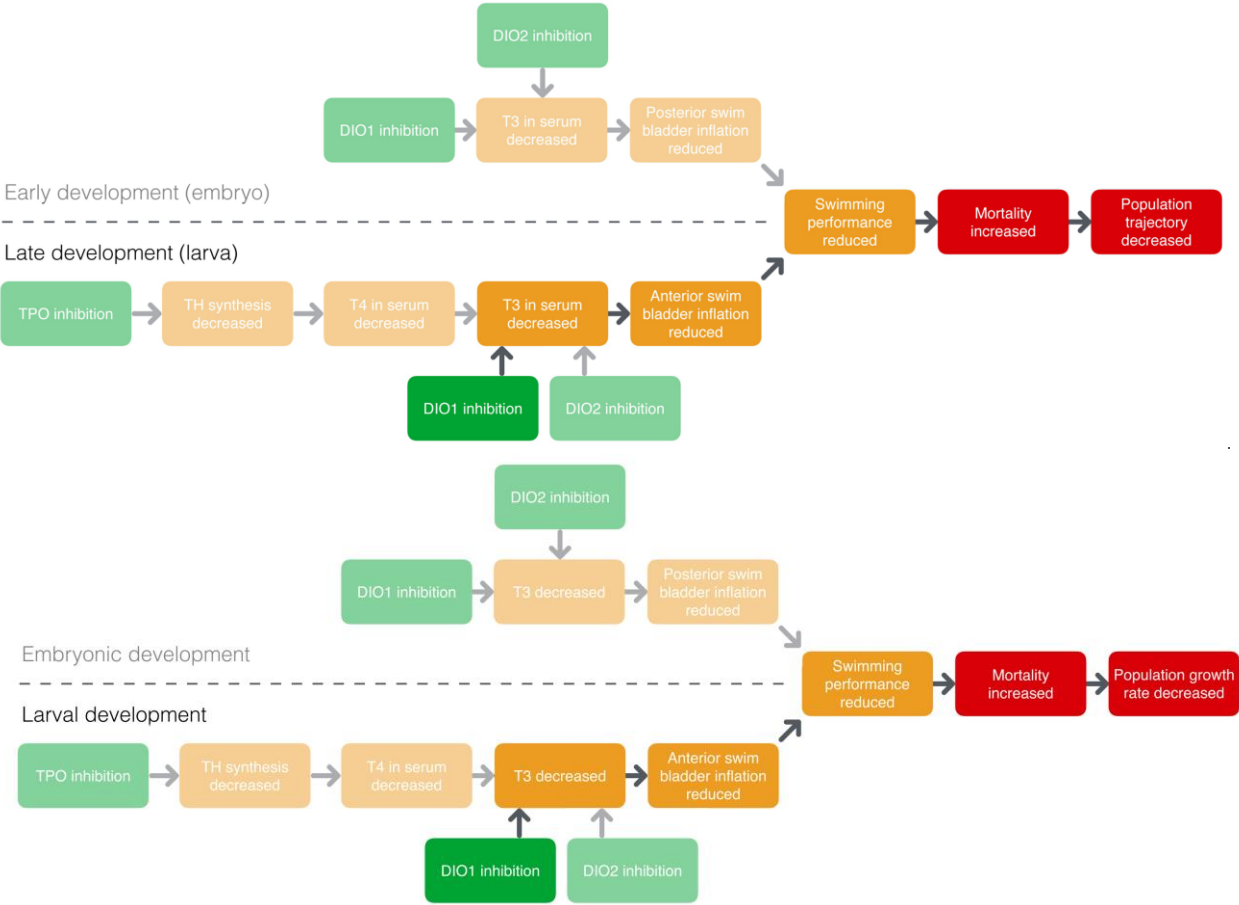 DIO2 inhibition
DIO1 inhibition
T3 in serum
decreased
Posterior swim
bladder inflation
reduced
Early development (embryo)
Swimming
performance
reduced
Mortality
increased
Population
trajectory
decreased
Late development (larva)
TPO inhibition
TH synthesis
decreased
T4 in serum
decreased
T3 in serum
decreased
Anterior swim
bladder inflation
reduced
DIO1 inhibition
DIO2 inhibition
.
DIO2 inhibition
DIO1 inhibition
T3 decreased
Posterior swim
bladder inflation
reduced
Embryonic development
Swimming
performance
reduced
Mortality
increased
Population growth
rate decreased
Larval development
TPO inhibition
TH synthesis
decreased
T4 in serum
decreased
T3 decreased
Anterior swim
bladder inflation
reduced
DIO1 inhibition
DIO2 inhibition